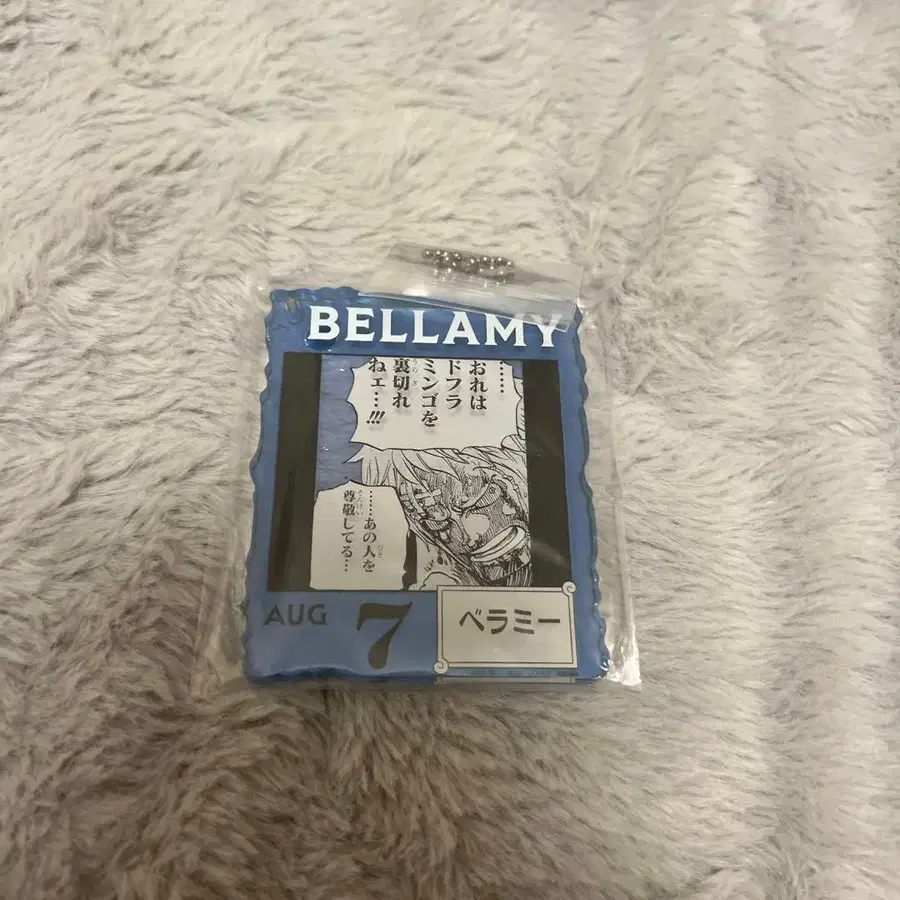 BELLAMY
……
おれは
ドフラ
ミンゴを
裏切れ
ねェ…!!!
………あの人を
尊敬してる…
AUG 7
ベラミー